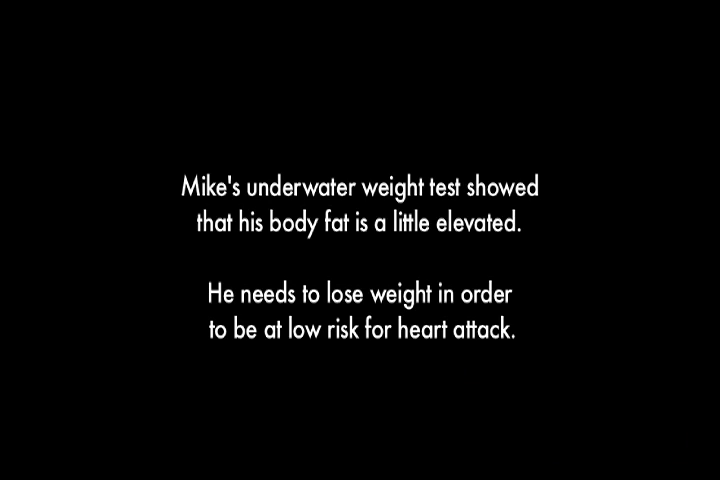 Mike's underwater weight test showed
that his body fat is a little elevated.
He needs to lose weight in order
to be at low risk for heart attack.